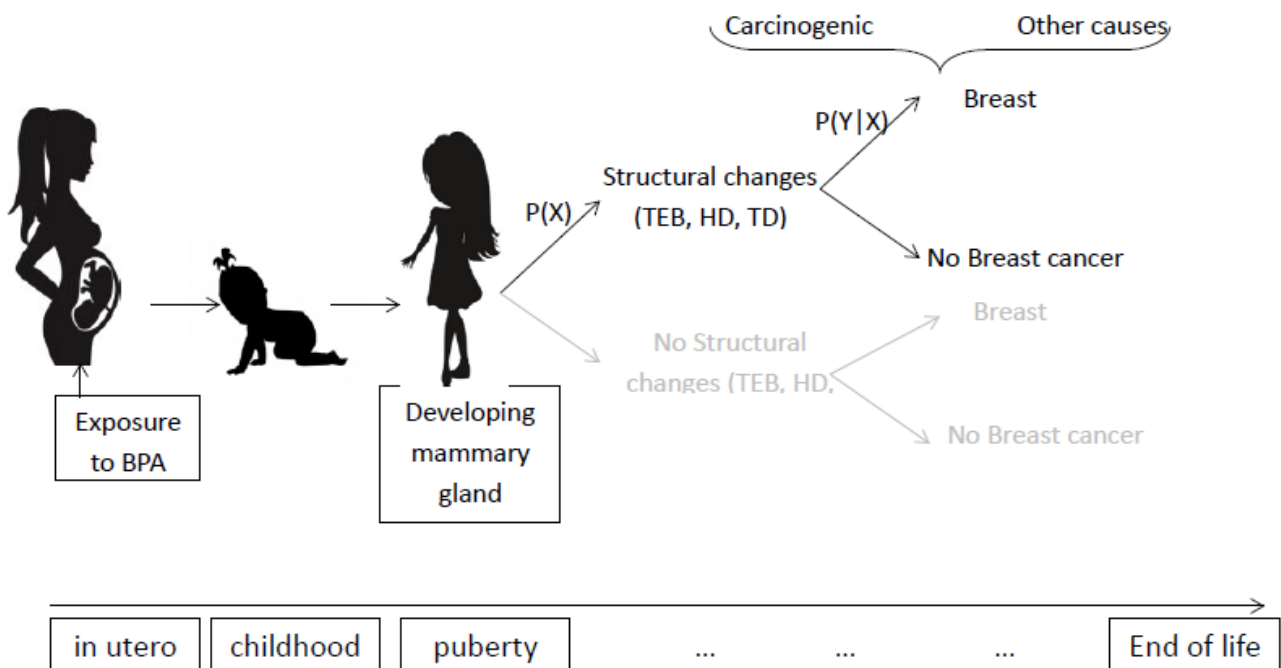 Carcinogenic Other causes
Breast
P(Y|X)
Structural changes
(TEB, HD, TD)
P(X)
No Breast cancer
Breast
No Structural
changes (TEB, HD,
No Breast cancer
Exposure
to BPA
Developing
mammary
gland
in utero childhood puberty ... ... ... End of life